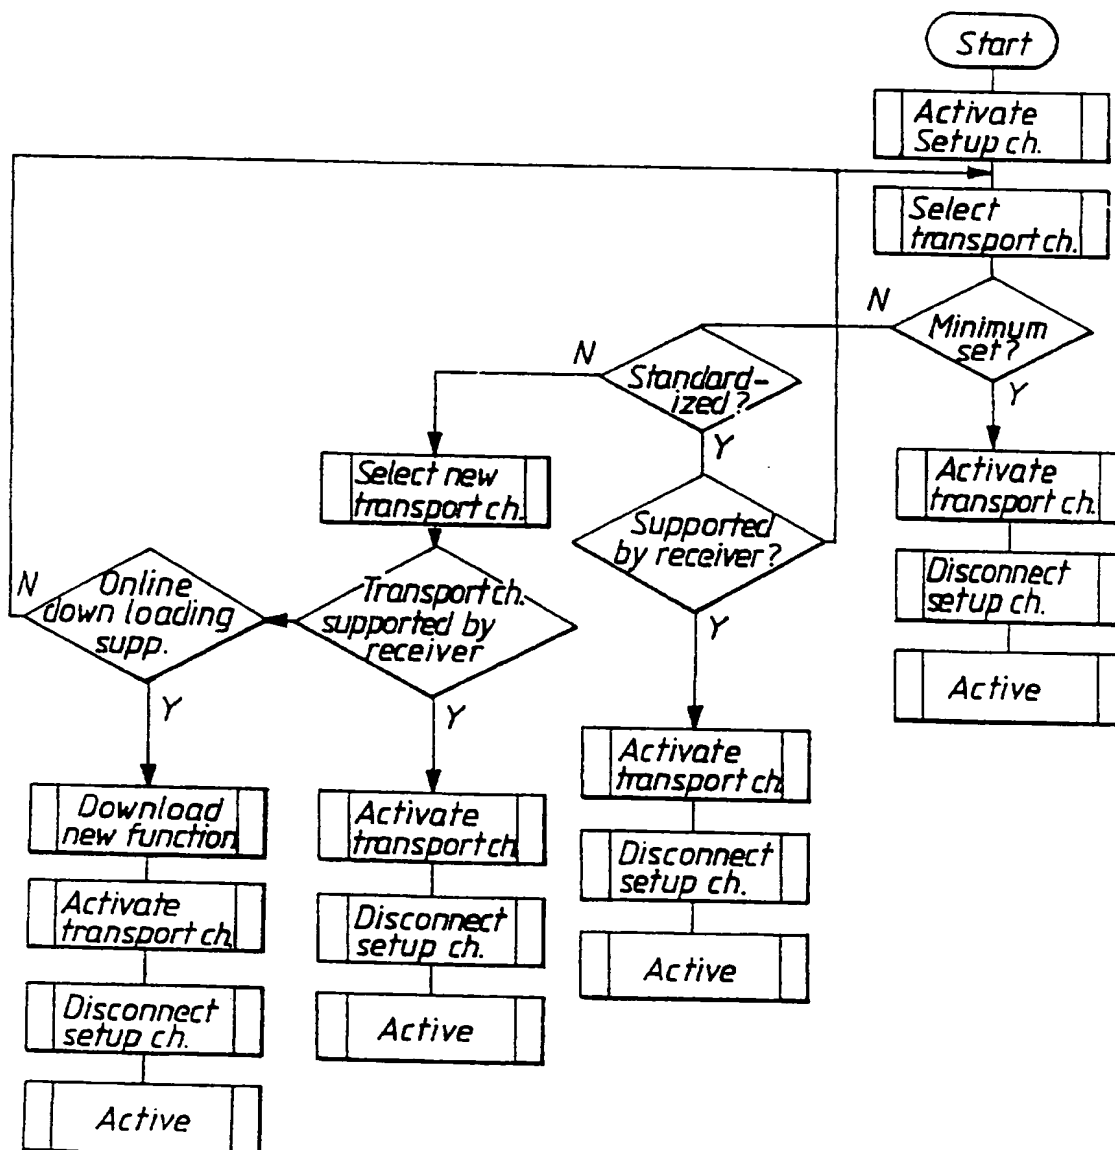 Start
Activate
Setup ch.
Select
transport ch.
N
Minimum
set?
Y
Activate
transport ch.
Disconnect
setup ch.
Active
N
Standard-
ized?
Y
Supported
by receiver?
Y
Activate
transport ch.
Disconnect
setup ch.
Active
Select new
transport ch.
Transport ch.
supported by
receiver
Y
Activate
transport ch.
Disconnect
setup ch.
Active
N
Online
down loading
supp.
Y
Download
new function
Activate
transport ch.
Disconnect
setup ch.
Active